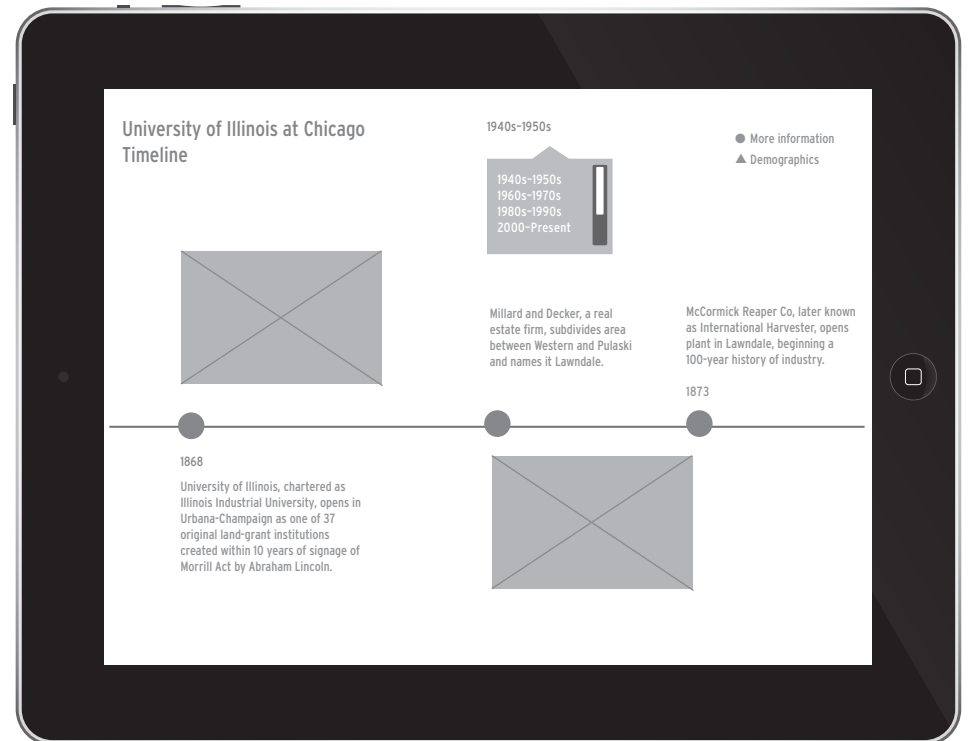 University of Illinois at Chicago
Timeline
1940s–1950s
More information
Demographics
1940s–1950s
1960s–1970s
1980s–1990s
2000–Present
Millard and Decker, a real
estate firm, subdivides area
between Western and Pulaski
and names it Lawndale.
McCormick Reaper Co, later known
as International Harvester, opens
plant in Lawndale, beginning a
100-year history of industry.
1873
1868
University of Illinois, chartered as
Illinois Industrial University, opens in
Urbana-Champaign as one of 37
original land-grant institutions
created within 10 years of signage of
Morrill Act by Abraham Lincoln.